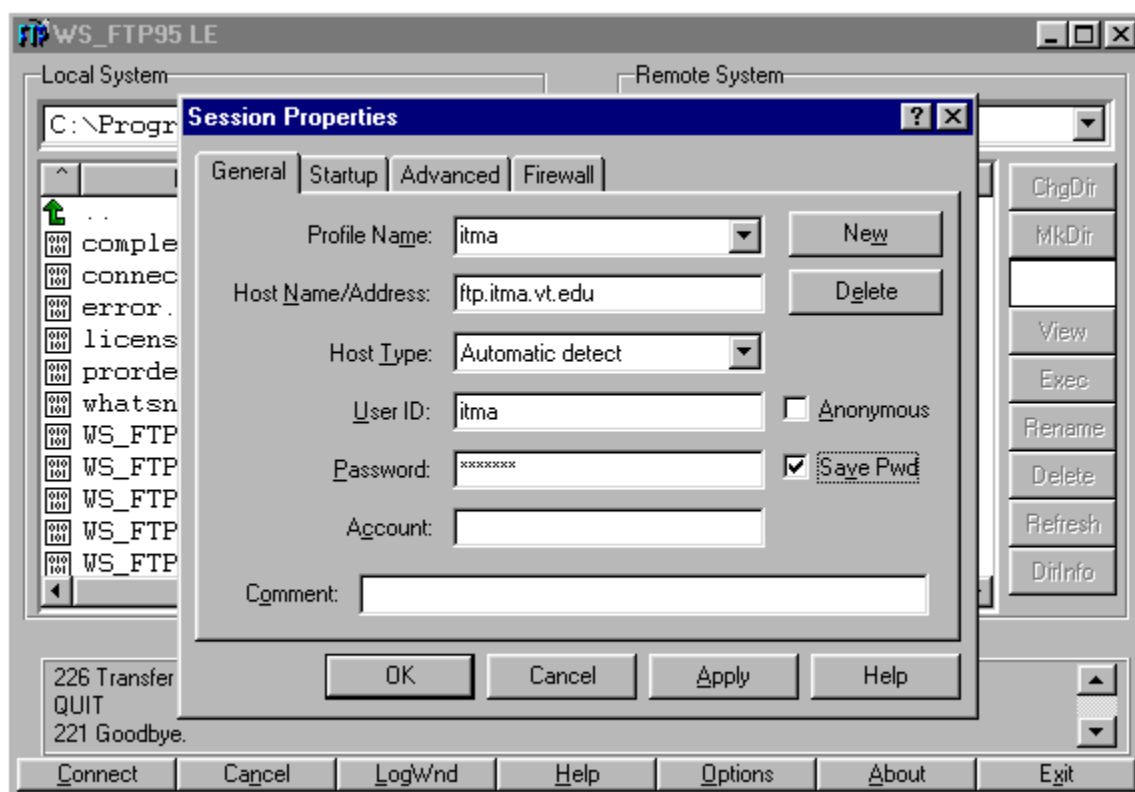 WS_FTP95 LE
Local System
Remote System
C:\Progr
Session Properties
General Startup Advanced Firewall
Profile Name: itma New
Host Name/Address: ftp.itma.vt.edu Delete
Host Type: Automatic detect
User ID: itma Anonymous
Password: xxxxxxx Save Pwd
Account:
Comment:
OK Cancel Apply Help
^
..
comple
connec
error.
licens
prorde
whatsn
WS_FTP
WS_FTP
WS_FTP
WS_FTP
WS_FTP
ChgDir
MkDir
View
Exec
Rename
Delete
Refresh
DirInfo
226 Transfer
QUIT
221 Goodbye.
Connect Cancel LogWnd Help Options About Exit